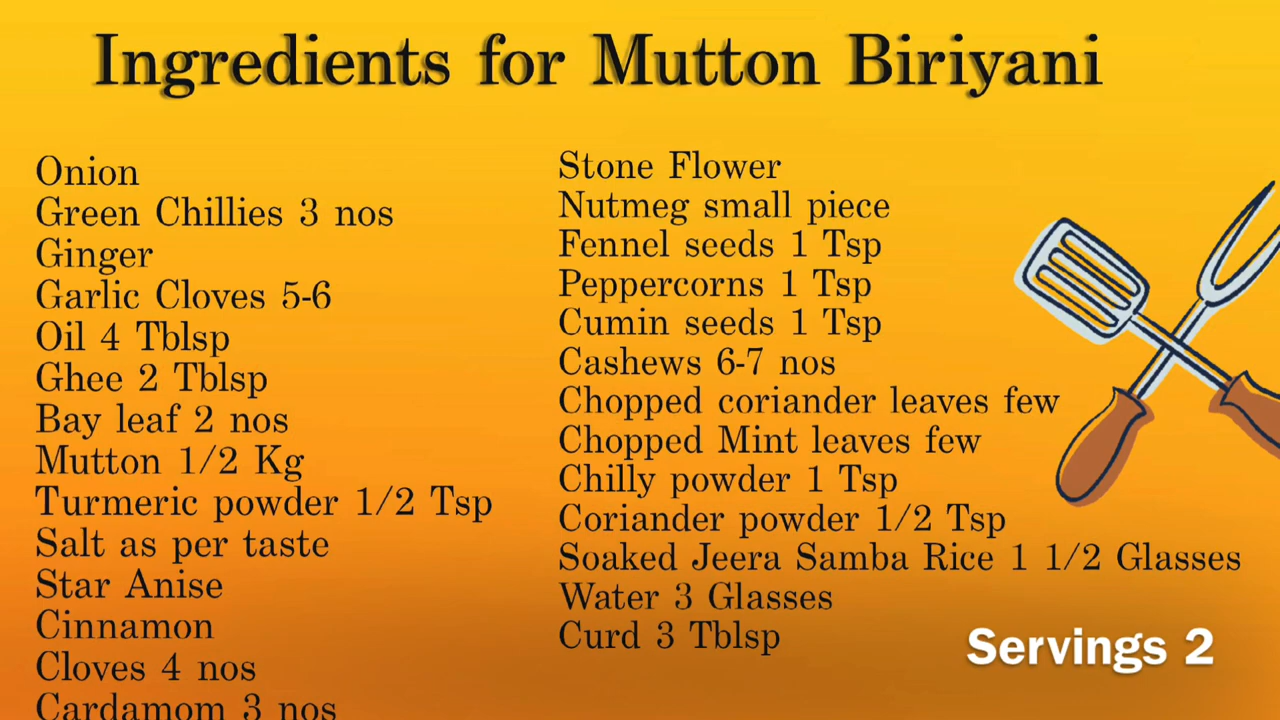 Ingredients for Mutton Biriyani
Onion
Green Chillies 3 nos
Ginger
Garlic Cloves 5-6
Oil 4 Tblsp
Ghee 2 Tblsp
Bay leaf 2 nos
Mutton 1/2 Kg
Turmeric powder 1/2 Tsp
Salt as per taste
Star Anise
Cinnamon
Cloves 4 nos
Cardamom 3 nos
Stone Flower
Nutmeg small piece
Fennel seeds 1 Tsp
Peppercorns 1 Tsp
Cumin seeds 1 Tsp
Cashews 6-7 nos
Chopped coriander leaves few
Chopped Mint leaves few
Chilly powder 1 Tsp
Coriander powder 1/2 Tsp
Soaked Jeera Samba Rice 1 1/2 Glasses
Water 3 Glasses
Curd 3 Tblsp
Servings 2